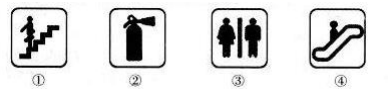 ① ② ③ ④